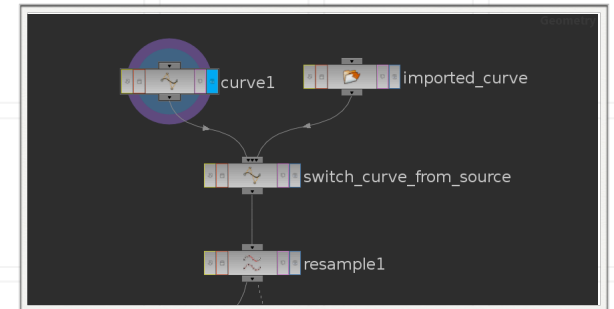 Geometry
curve1
imported_curve
switch_curve_from_source
resample1